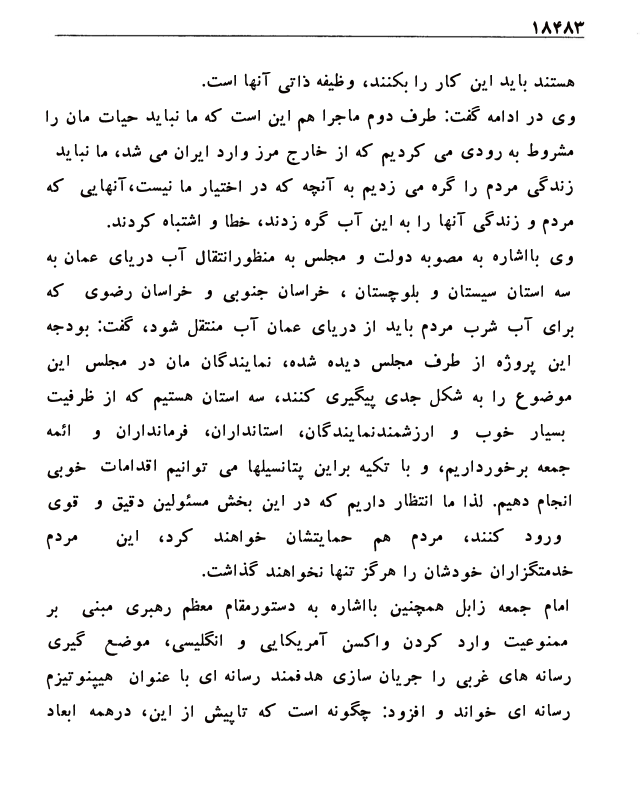 ۱۸۴۸۳
هستند باید این کار را بکنند، وظیفه ذاتی آنها است.
وی در ادامه گفت: طرف دوم ماجرا هم این است که ما نباید حیات مان را
مشروط به رودی می کردیم که از خارج مرز وارد ایران می شد، ما نباید
زندگی مردم را گره می زدیم به آنچه که در اختیار ما نیست،آنهایی که
مردم و زندگی آنها را به این آب گره زدند، خطا و اشتباه کردند.
وی بااشاره به مصوبه دولت و مجلس به منظورانتقال آب دریای عمان به
سه استان سیستان و بلوچستان ، خراسان جنوبی و خراسان رضوی که
برای آب شرب مردم باید از دریای عمان آب منتقل شود، گفت: بودجه
این پروژه از طرف مجلس دیده شده، نمایندگان مان در مجلس این
موضوع را به شکل جدی پیگیری کنند، سه استان هستیم که از ظرفیت
بسیار خوب و ارزشمندنمایندگان، استانداران، فرمانداران و ائمه
جمعه برخورداریم، و با تکیه براین پتانسیلها می توانیم اقدامات خوبی
انجام دهیم. لذا ما انتظار داریم که در این بخش مسئولین دقیق و قوی
ورود کنند، مردم هم حمایتشان خواهند کرد، این مردم
خدمتگزاران خودشان را هرگز تنها نخواهند گذاشت.
امام جمعه زابل همچنین بااشاره به دستورمقام معظم رهبری مبنی بر
ممنوعیت وارد کردن واکسن آمریکایی و انگلیسی، موضع گیری
رسانه های غربی را جریان سازی هدفمند رسانه ای با عنوان هیپنوتیزم
رسانه ای خواند و افزود: چگونه است که تاپیش از این، درهمه ابعاد